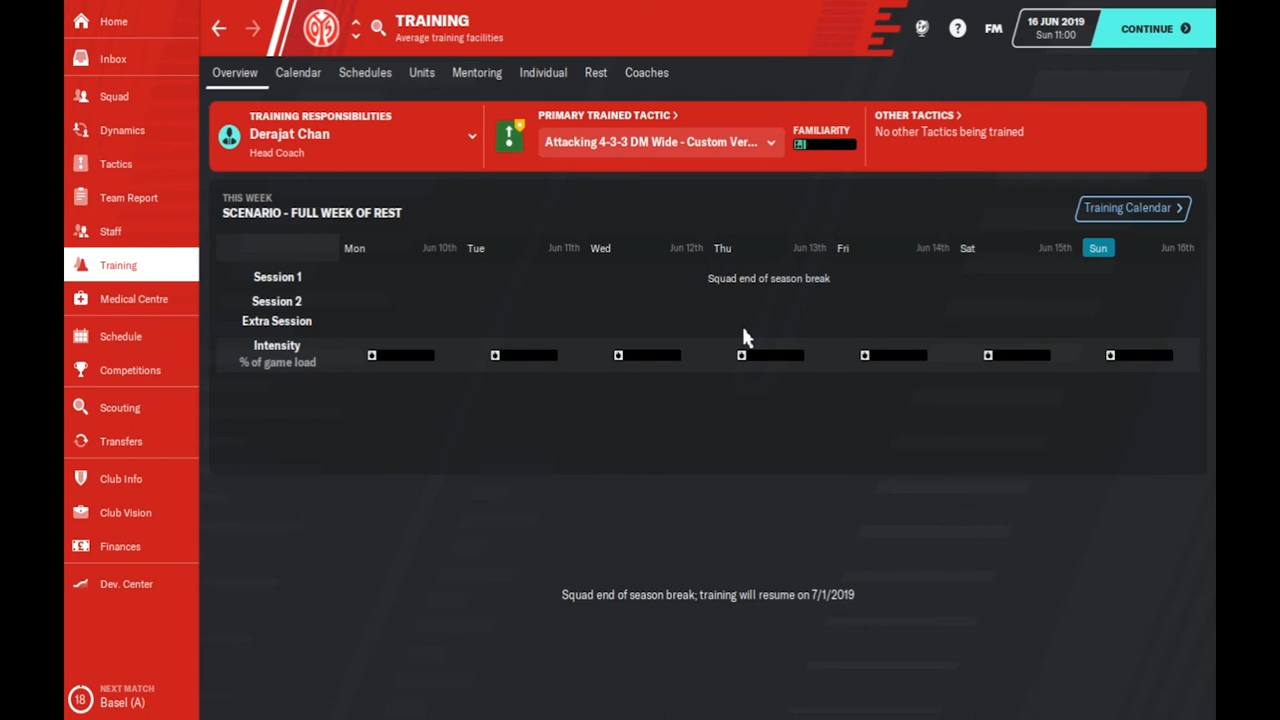 Home
Inbox
Squad
Dynamics
Tactics
Team Report
Staff
Training
Medical Centre
Schedule
Competitions
Scouting
Transfers
Club Info
Club Vision
Finances
Dev. Center
18
NEXT MATCH
Basel (A)
TRAINING
Average training facilities
?
FM
16 JUN 2019
Sun 11:00
CONTINUE
Overview Calendar Schedules Units Mentoring Individual Rest Coaches
TRAINING RESPONSIBILITIES
Derajat Chan
Head Coach
PRIMARY TRAINED TACTIC >
Attacking 4-3-3 DM Wide - Custom Ver...
FAMILIARITY
OTHER TACTICS >
No other Tactics being trained
THIS WEEK
SCENARIO - FULL WEEK OF REST
Training Calendar >
Mon Jun 10th Tue Jun 11th Wed Jun 12th Thu Jun 13th Fri Jun 14th Sat Jun 15th Sun Jun 16th
Session 1
Squad end of season break
Session 2
Extra Session
Intensity
% of game load
Squad end of season break; training will resume on 7/1/2019